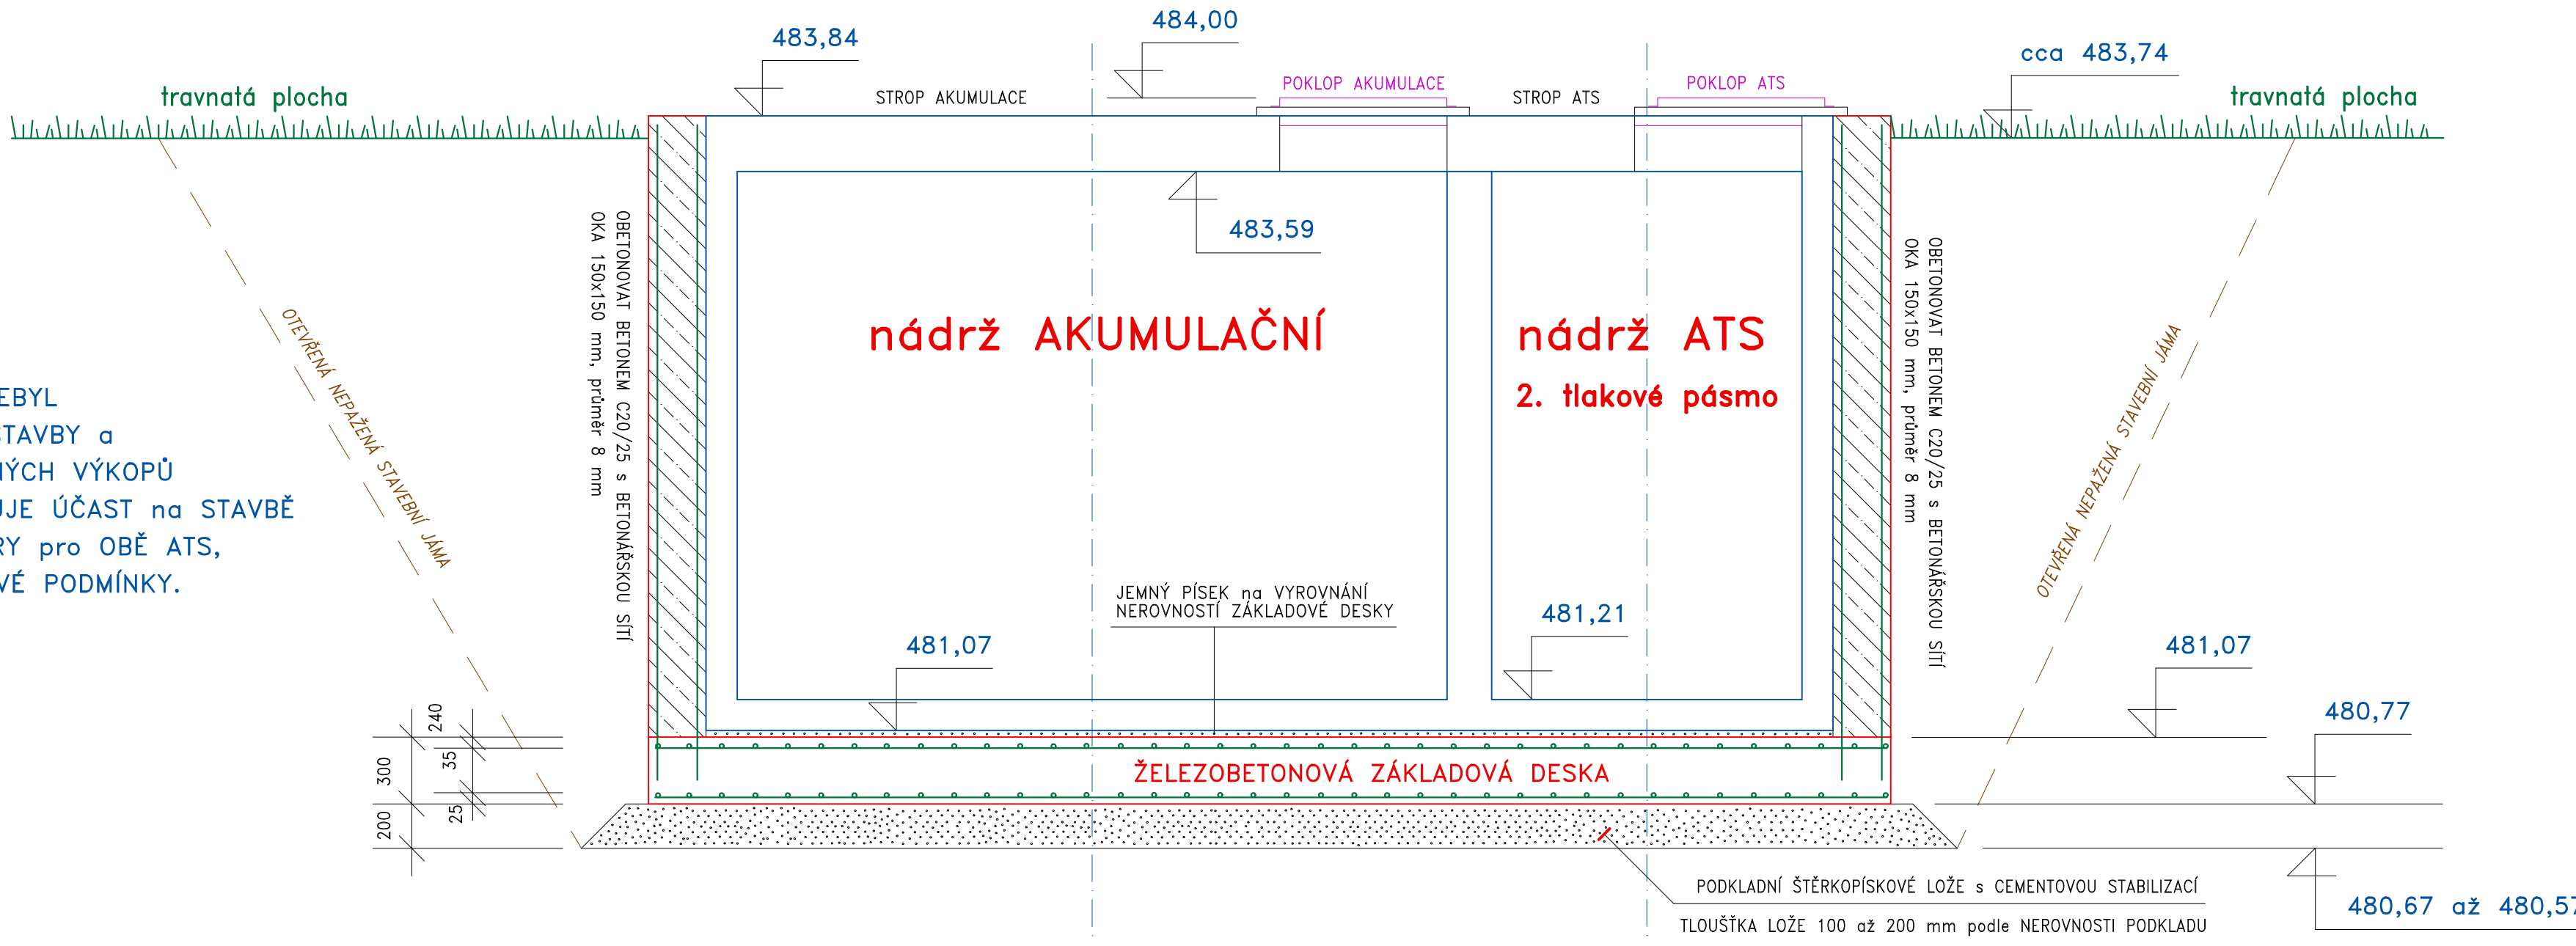 484,00
483,84
cca 483,74
POKLOP AKUMULACE
POKLOP ATS
STROP AKUMULACE
STROP ATS
travnatá plocha
travnatá plocha
483,59
OBETONOVAT BETONEM C20/25 s BETONÁŘSKOU SÍTÍ
OKA 150x150 mm, průměr 8 mm
OBETONOVAT BETONEM C20/25 s BETONÁŘSKOU SÍTÍ
OKA 150x150 mm, průměr 8 mm
OTEVŘENÁ NEPAŽENÁ STAVEBNÍ JÁMA
OTEVŘENÁ NEPAŽENÁ STAVEBNÍ JÁMA
nádrž AKUMULAČNÍ
nádrž ATS
2. tlakové pásmo
EBYL
STAVBY a
NÝCH VÝKOPŮ
UJE ÚČAST na STAVBĚ
RY pro OBĚ ATS,
VÉ PODMÍNKY.
JEMNÝ PÍSEK na VYROVNÁNÍ
NEROVNOSTÍ ZÁKLADOVÉ DESKY
481,21
481,07
481,07
480,77
240
35
300
25
200
ŽELEZOBETONOVÁ ZÁKLADOVÁ DESKA
PODKLADNÍ ŠTĚRKOPÍSKOVÉ LOŽE s CEMENTOVOU STABILIZACÍ
TLOUŠŤKA LOŽE 100 až 200 mm podle NEROVNOSTI PODKLADU
480,67 až 480,57